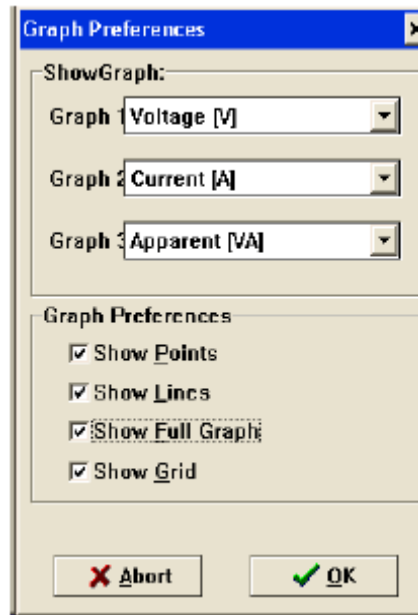 Graph Preferences
ShowGraph:
Graph 1 Voltage [V]
Graph 2 Current [A]
Graph 3 Apparent [VA]
Graph Preferences
Show Points
Show Lines
Show Full Graph
Show Grid
Abort OK